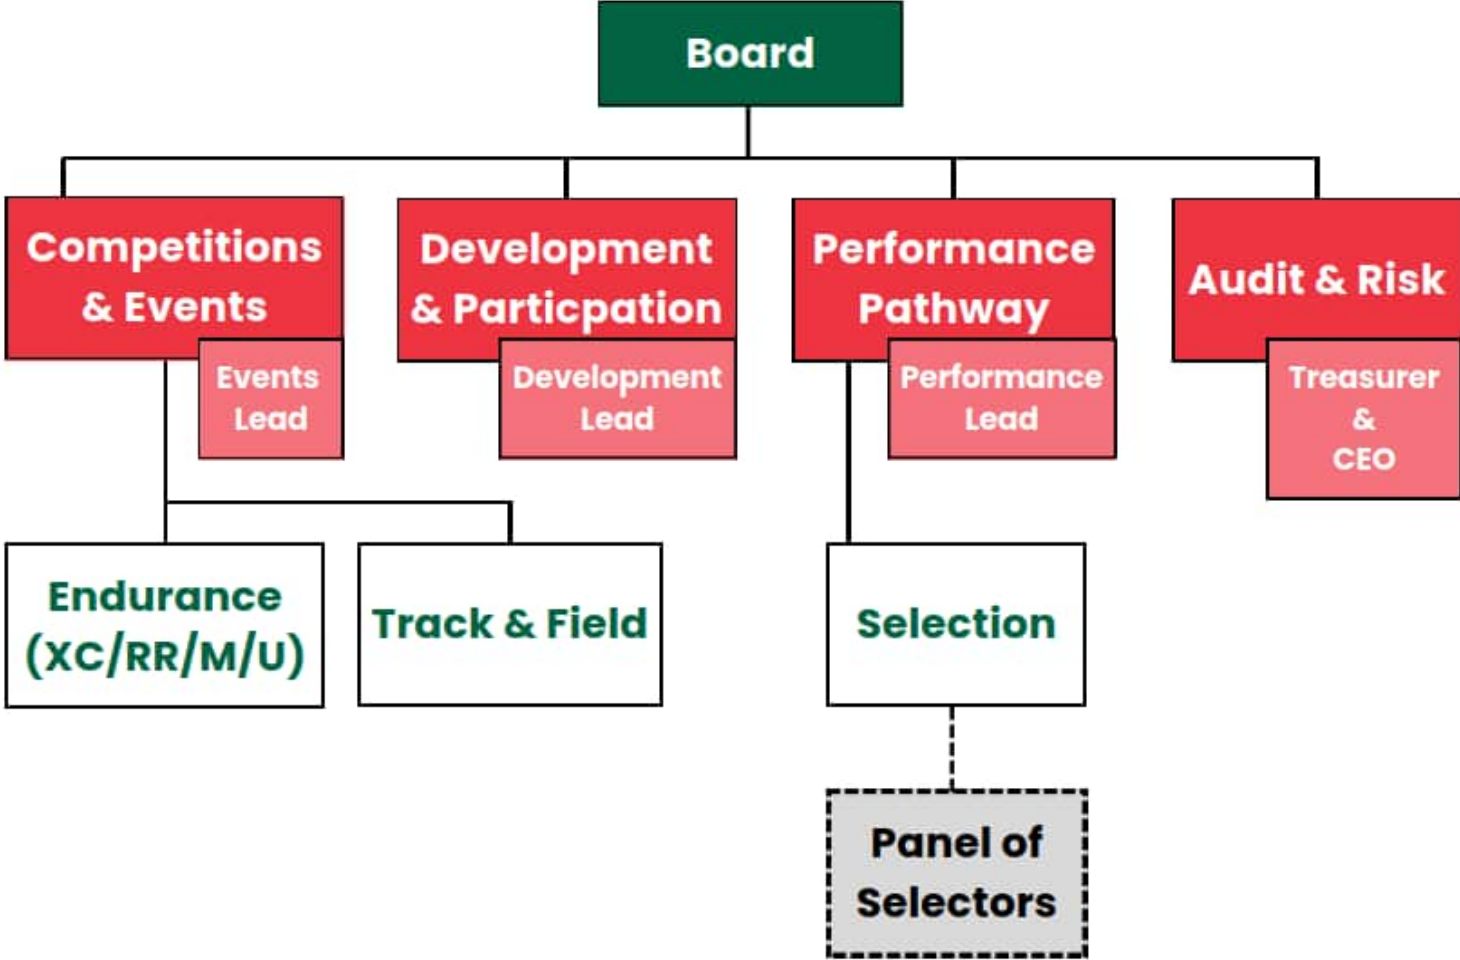 Board
Competitions
& Events
Events
Lead
Development
& Particpation
Development
Lead
Performance
Pathway
Performance
Lead
Audit & Risk
Treasurer
&
CEO
Endurance
(XC/RR/M/U)
Track & Field
Selection
Panel of
Selectors